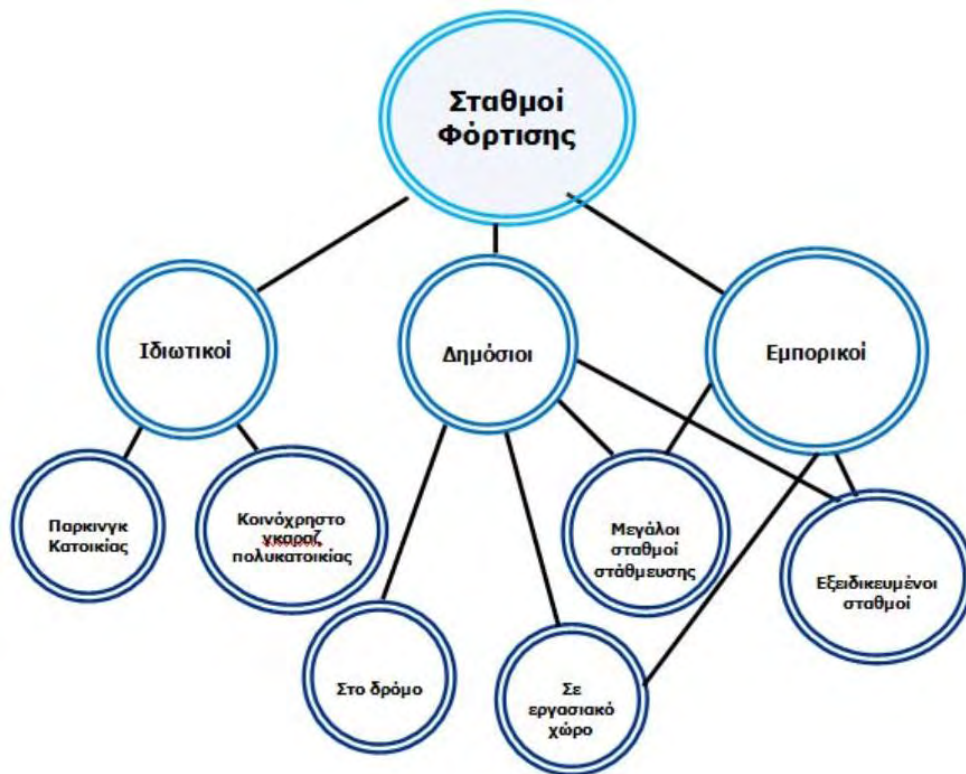 Σταθμοί
Φόρτισης
Ιδιωτικοί
Δημόσιοι
Εμπορικοί
Παρκινγκ
Κατοικίας
Κοινόχρηστο
γκαραζ
πολυκατοικίας
Μεγάλοι
σταθμοί
στάθμευσης
Εξειδικευμένοι
σταθμοί
Στο δρόμο
Σε
εργασιακό
χώρο